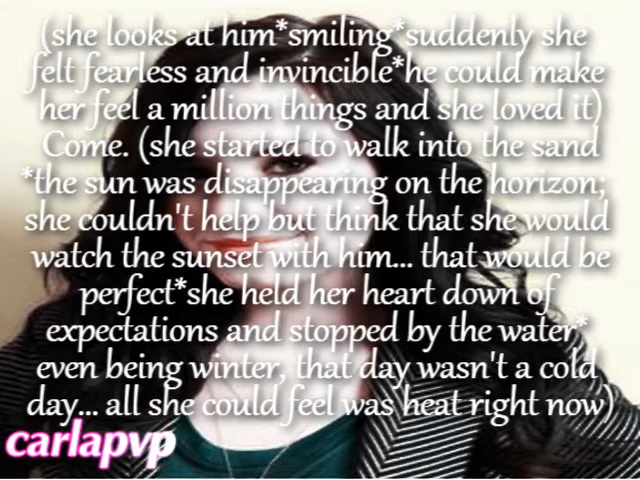 (she looks at him*smiling*suddenly she
felt fearless and invincible*he could make
her feel a million things and she loved it)
Come. (she started to walk into the sand
*the sun was disappearing on the horizon;
she couldn't help but think that she would
watch the sunset with him... that would be
perfect*she held her heart down of
expectations and stopped by the water*
even being winter, that day wasn't a cold
day... all she could feel was heat right now)
carlapvp